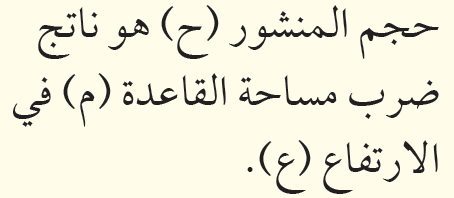 حجم المنشور (ح) هو ناتج
ضرب مساحة القاعدة (م) في
الارتفاع (ع).